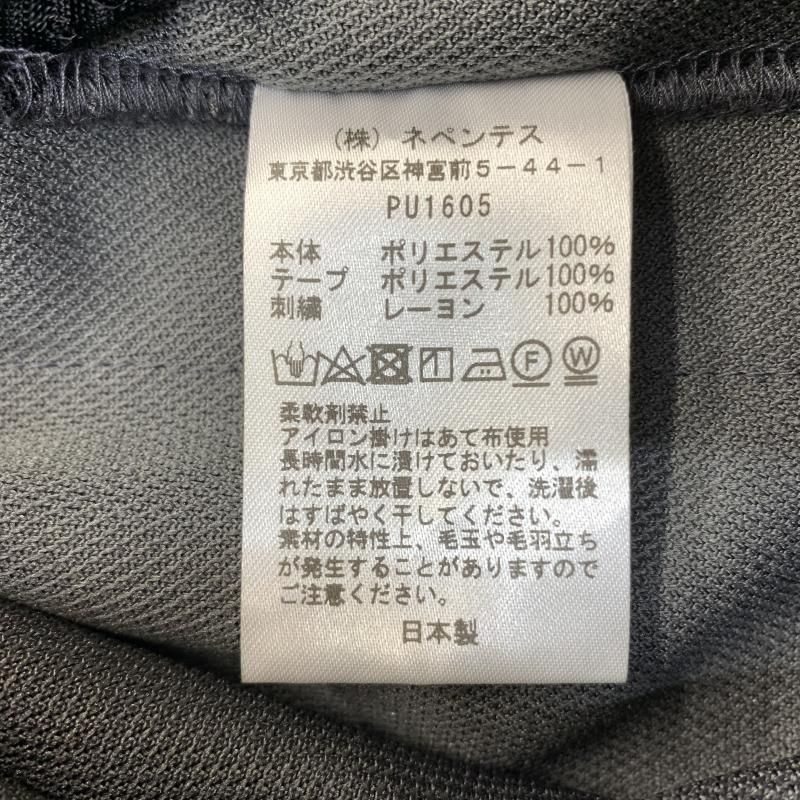 (株) ネペンテス
東京都渋谷区神宮前5-44-1
PU1605
本体 ポリエステル 100%
テープ ポリエステル 100%
刺繍 レーヨン 100%
F W
柔軟剤禁止
アイロン掛けはあて布使用
長時間水に漬けておいたり、濡
れたまま放置しないで、洗濯後
はすばやく干してください。
素材の特性上、毛玉や毛羽立ち
が発生することがありますので
ご注意ください。
日本製